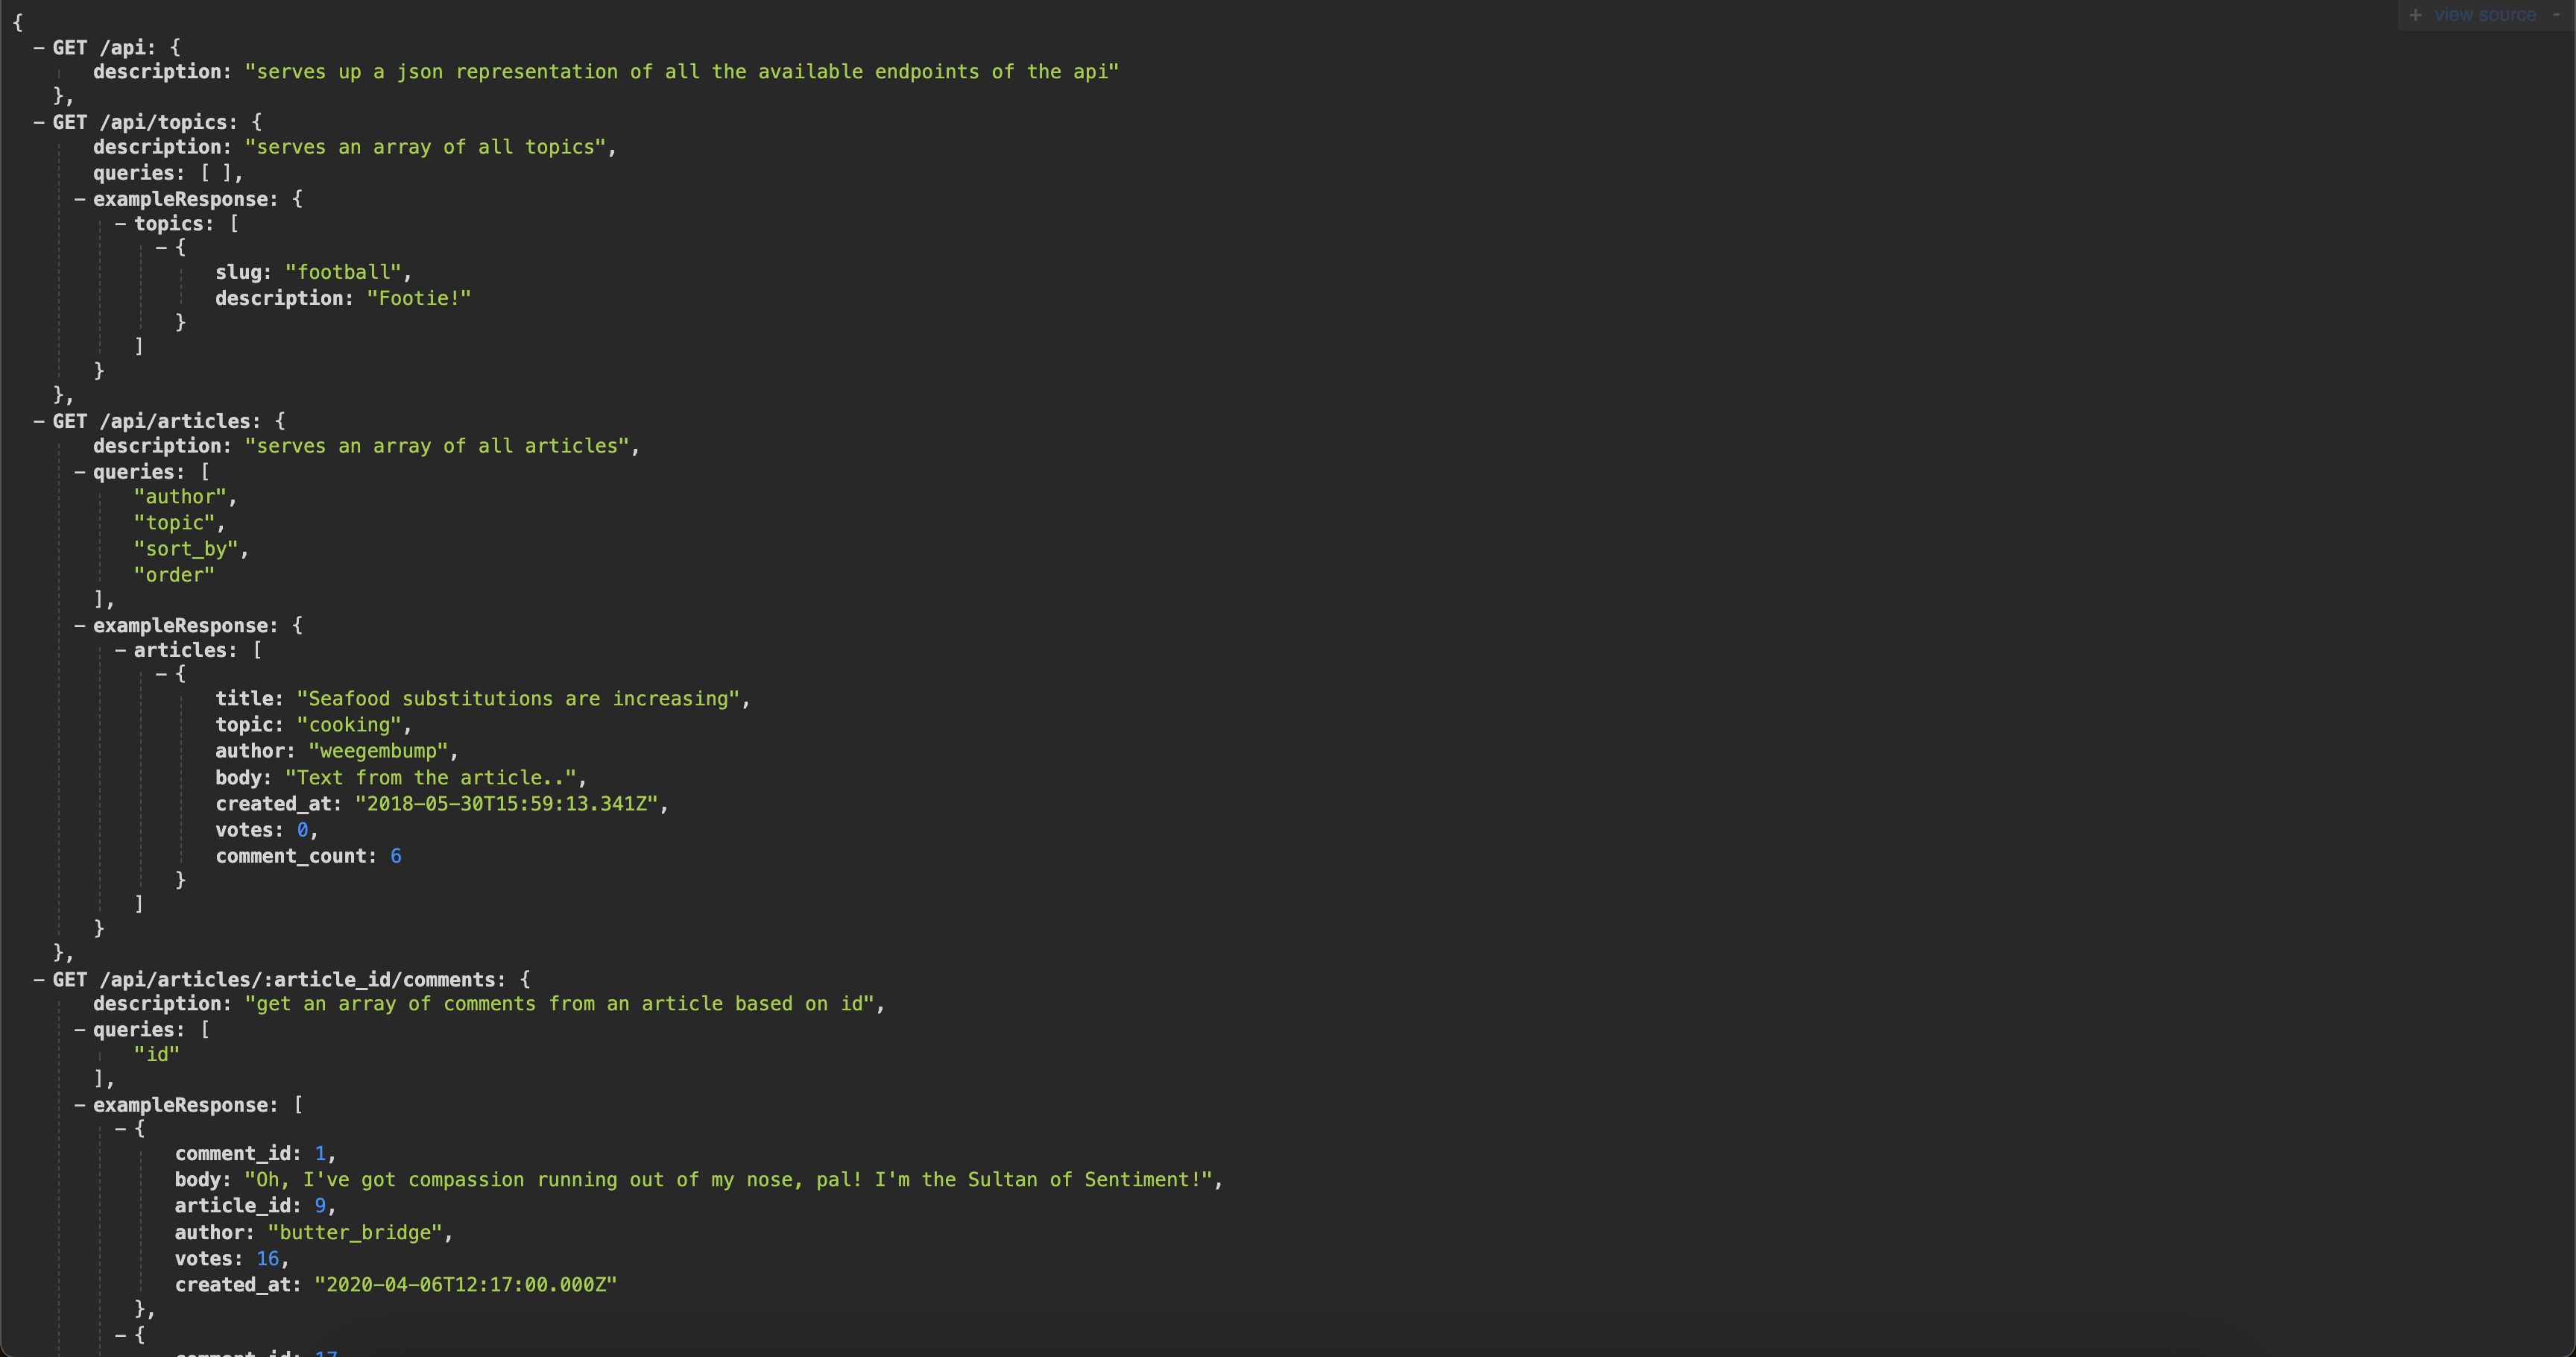 + view source -
{
– GET /api: {
description: "serves up a json representation of all the available endpoints of the api"
},
– GET /api/topics: {
description: "serves an array of all topics",
queries: [ ],
– exampleResponse: {
– topics: [
– {
slug: "football",
description: "Footie!"
}
]
}
},
– GET /api/articles: {
description: "serves an array of all articles",
– queries: [
"author",
"topic",
"sort_by",
"order"
],
– exampleResponse: {
– articles: [
– {
title: "Seafood substitutions are increasing",
topic: "cooking",
author: "weegembump",
body: "Text from the article..",
created_at: "2018-05-30T15:59:13.341Z",
votes: 0,
comment_count: 6
}
]
}
},
– GET /api/articles/:article_id/comments: {
description: "get an array of comments from an article based on id",
– queries: [
"id"
],
– exampleResponse: [
– {
comment_id: 1,
body: "Oh, I've got compassion running out of my nose, pal! I'm the Sultan of Sentiment!",
article_id: 9,
author: "butter_bridge",
votes: 16,
created_at: "2020-04-06T12:17:00.000Z"
},
– {
comment_id: 17